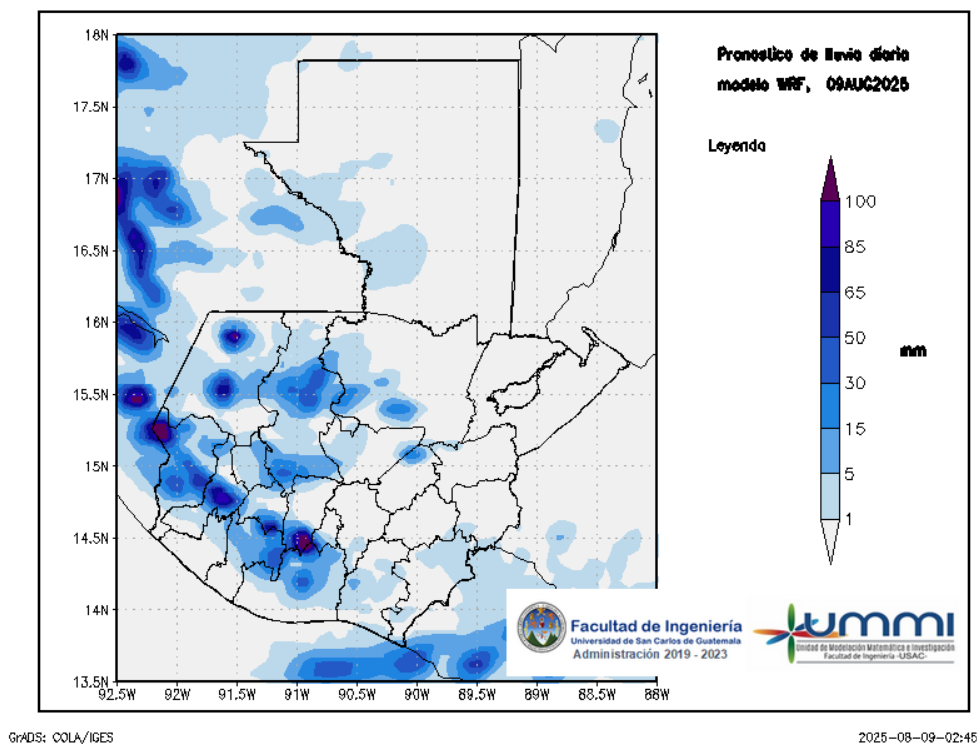 Pronostico de lluvia diaria
modelo WRF, 09AUG2025
Leyenda
100
85
65
50
30
15
5
1
mm
18N
17.5N
17N
16.5N
16N
15.5N
15N
14.5N
14N
13.5N
92.5W
92W
91.5W
91W
90.5W
90W
89.5W
89W
88.5W
88W
Facultad de Ingeniería
Universidad de San Carlos de Guatemala
Administración 2019 - 2023
UMMI
Unidad de Modelación Matemática e Investigación
Facultad de Ingeniería -USAC-
GrADS: COLA/IGES
2025-08-09-02:45